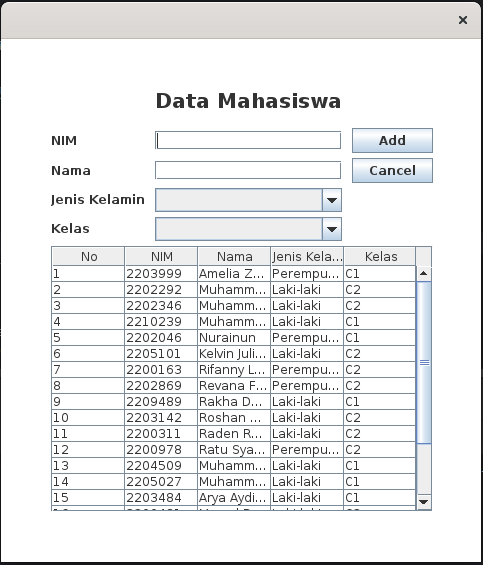 Data Mahasiswa
NIM Add
Nama Cancel
Jenis Kelamin
Kelas
No NIM Nama Jenis Kela... Kelas
1 2203999 Amelia Z... Perempu... C1
2 2202292 Muhamm... Laki-laki C2
3 2202346 Muhamm... Laki-laki C2
4 2210239 Muhamm... Laki-laki C1
5 2202046 Nurainun Perempu... C1
6 2205101 Kelvin Juli... Laki-laki C2
7 2200163 Rifanny L... Perempu... C2
8 2202869 Revana F... Perempu... C2
9 2209489 Rakha D... Laki-laki C1
10 2203142 Roshan ... Laki-laki C2
11 2200311 Raden R... Laki-laki C2
12 2200978 Ratu Sya... Perempu... C2
13 2204509 Muhamm... Laki-laki C1
14 2205027 Muhamm... Laki-laki C1
15 2203484 Arya Aydi... Laki-laki C1